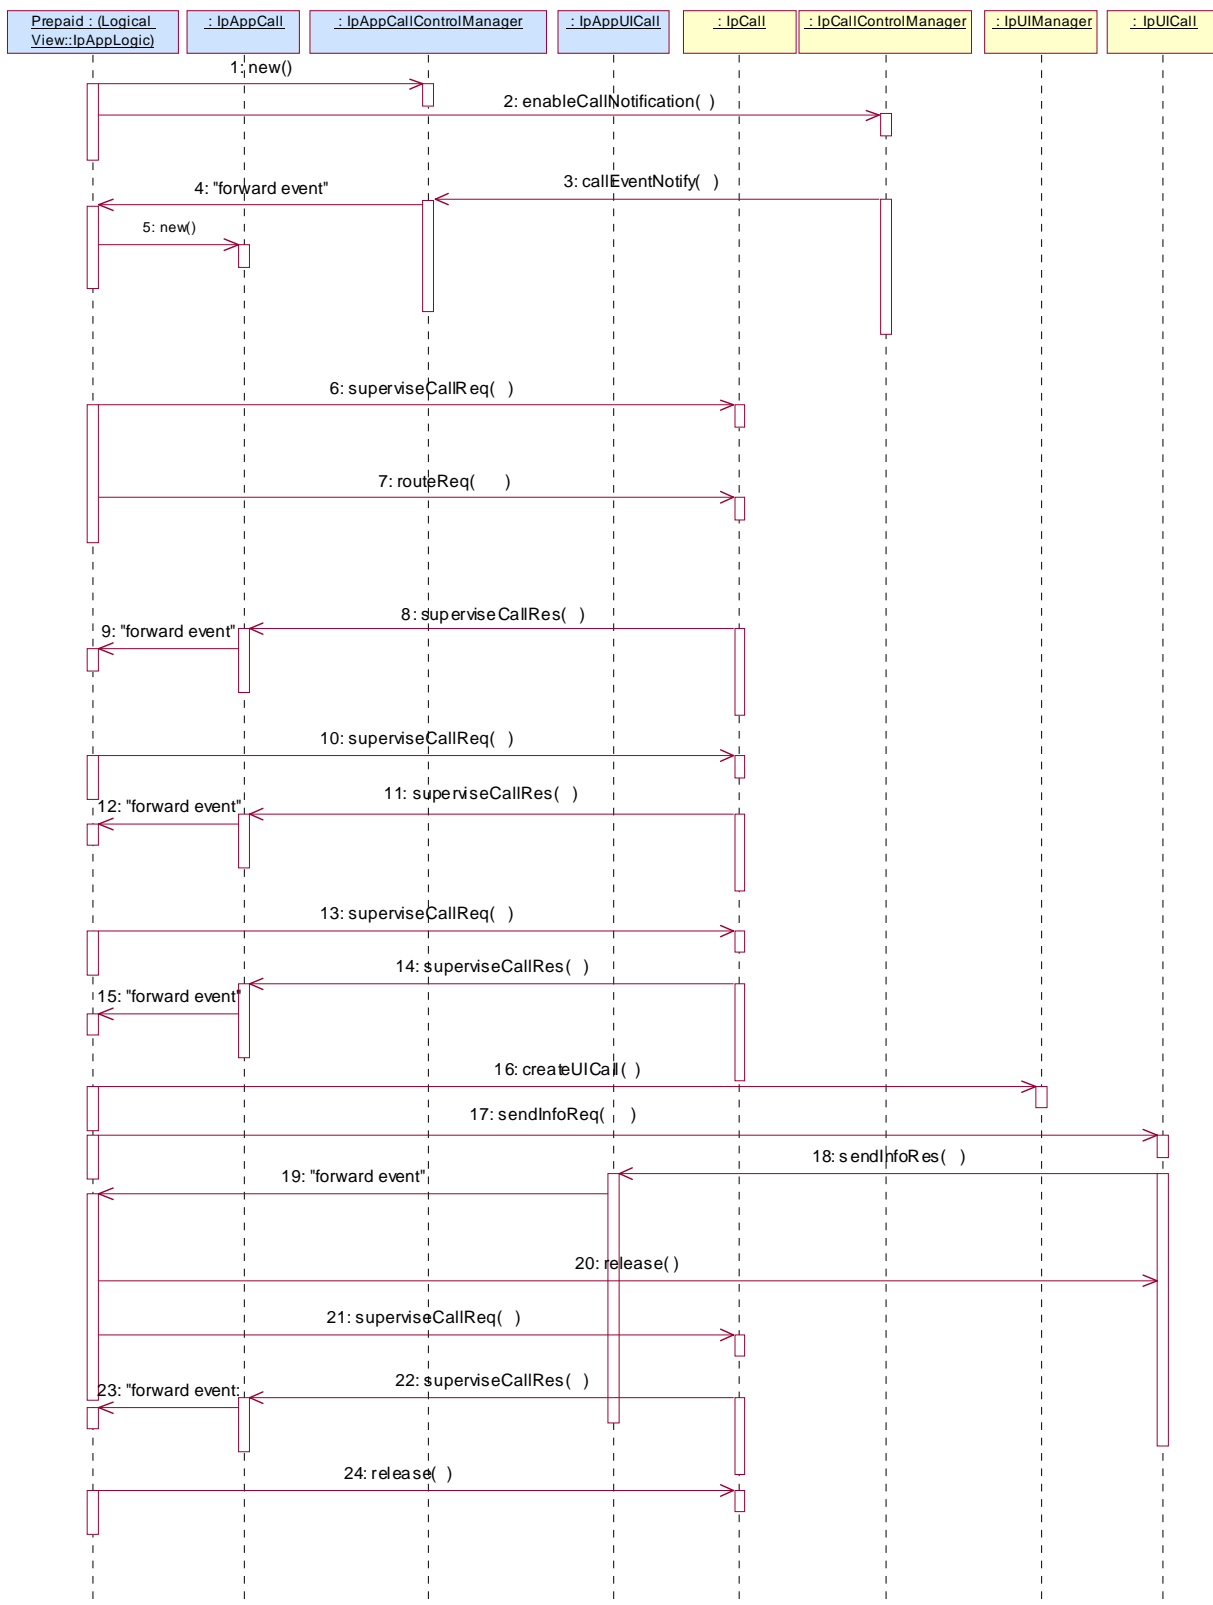 Prepaid : (Logical
View::IpAppLogic)
: IpAppCall
: IpAppCallControlManager
: IpAppUICall
: IpCall
: IpCallControlManager
: IpUIManager
: IpUICall
1: new()
2: enableCallNotification( )
3: callEventNotify( )
4: "forward event"
5: new()
6: superviseCallReq( )
7: routeReq( )
8: superviseCallRes( )
9: "forward event"
10: superviseCallReq( )
11: superviseCallRes( )
12: "forward event"
13: superviseCallReq( )
14: superviseCallRes( )
15: "forward event"
16: createUICall( )
17: sendInfoReq( )
18: sendInfoRes( )
19: "forward event"
20: release( )
21: superviseCallReq( )
22: superviseCallRes( )
23: "forward event:
24: release( )